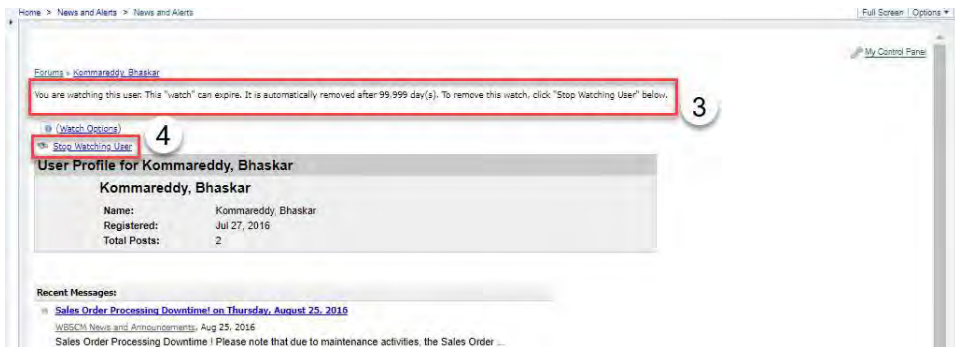 Home > News and Alerts > News and Alerts
Full Screen | Options
My Control Panel
Forums » Kommareddy, Bhaskar
You are watching this user. This "watch" can expire. It is automatically removed after 99,999 day(s). To remove this watch, click "Stop Watching User" below.
3
(Watch Options)
4
Stop Watching User
User Profile for Kommareddy, Bhaskar
Kommareddy, Bhaskar
Name: Kommareddy, Bhaskar
Registered: Jul 27, 2016
Total Posts: 2
Recent Messages:
Sales Order Processing Downtime! on Thursday, August 25, 2016
WBSCM News and Announcements, Aug 25, 2016
Sales Order Processing Downtime ! Please note that due to maintenance activities, the Sales Order ...